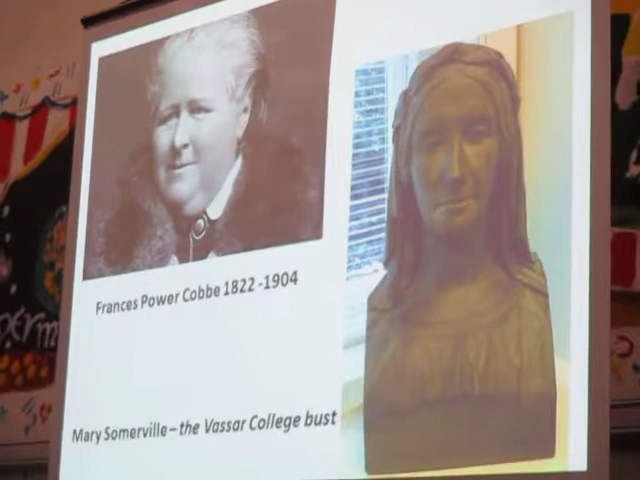 Frances Power Cobbe 1822 -1904
Mary Somerville – the Vassar College bust